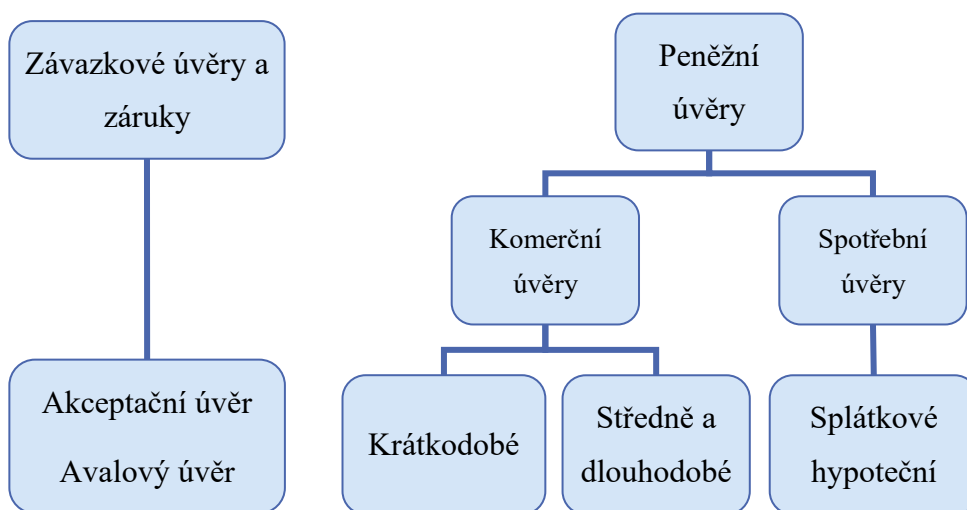 Závazkové úvěry a
záruky
Peněžní
úvěry
Komerční
úvěry
Spotřební
úvěry
Akceptační úvěr
Avalový úvěr
Krátkodobé
Středně a
dlouhodobé
Splátkové
hypoteční